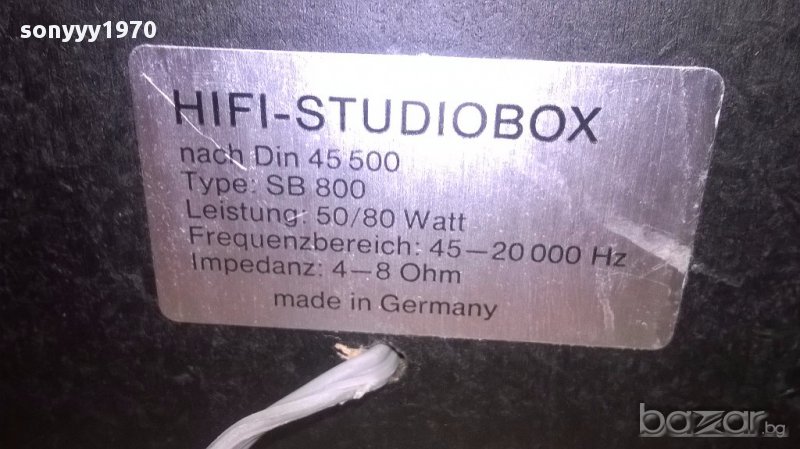 sonyyy1970
HIFI-STUDIOBOX
nach Din 45 500
Type: SB 800
Leistung: 50/80 Watt
Frequenzbereich: 45—20 000 Hz
Impedanz: 4—8 Ohm
made in Germany
bazar.bg